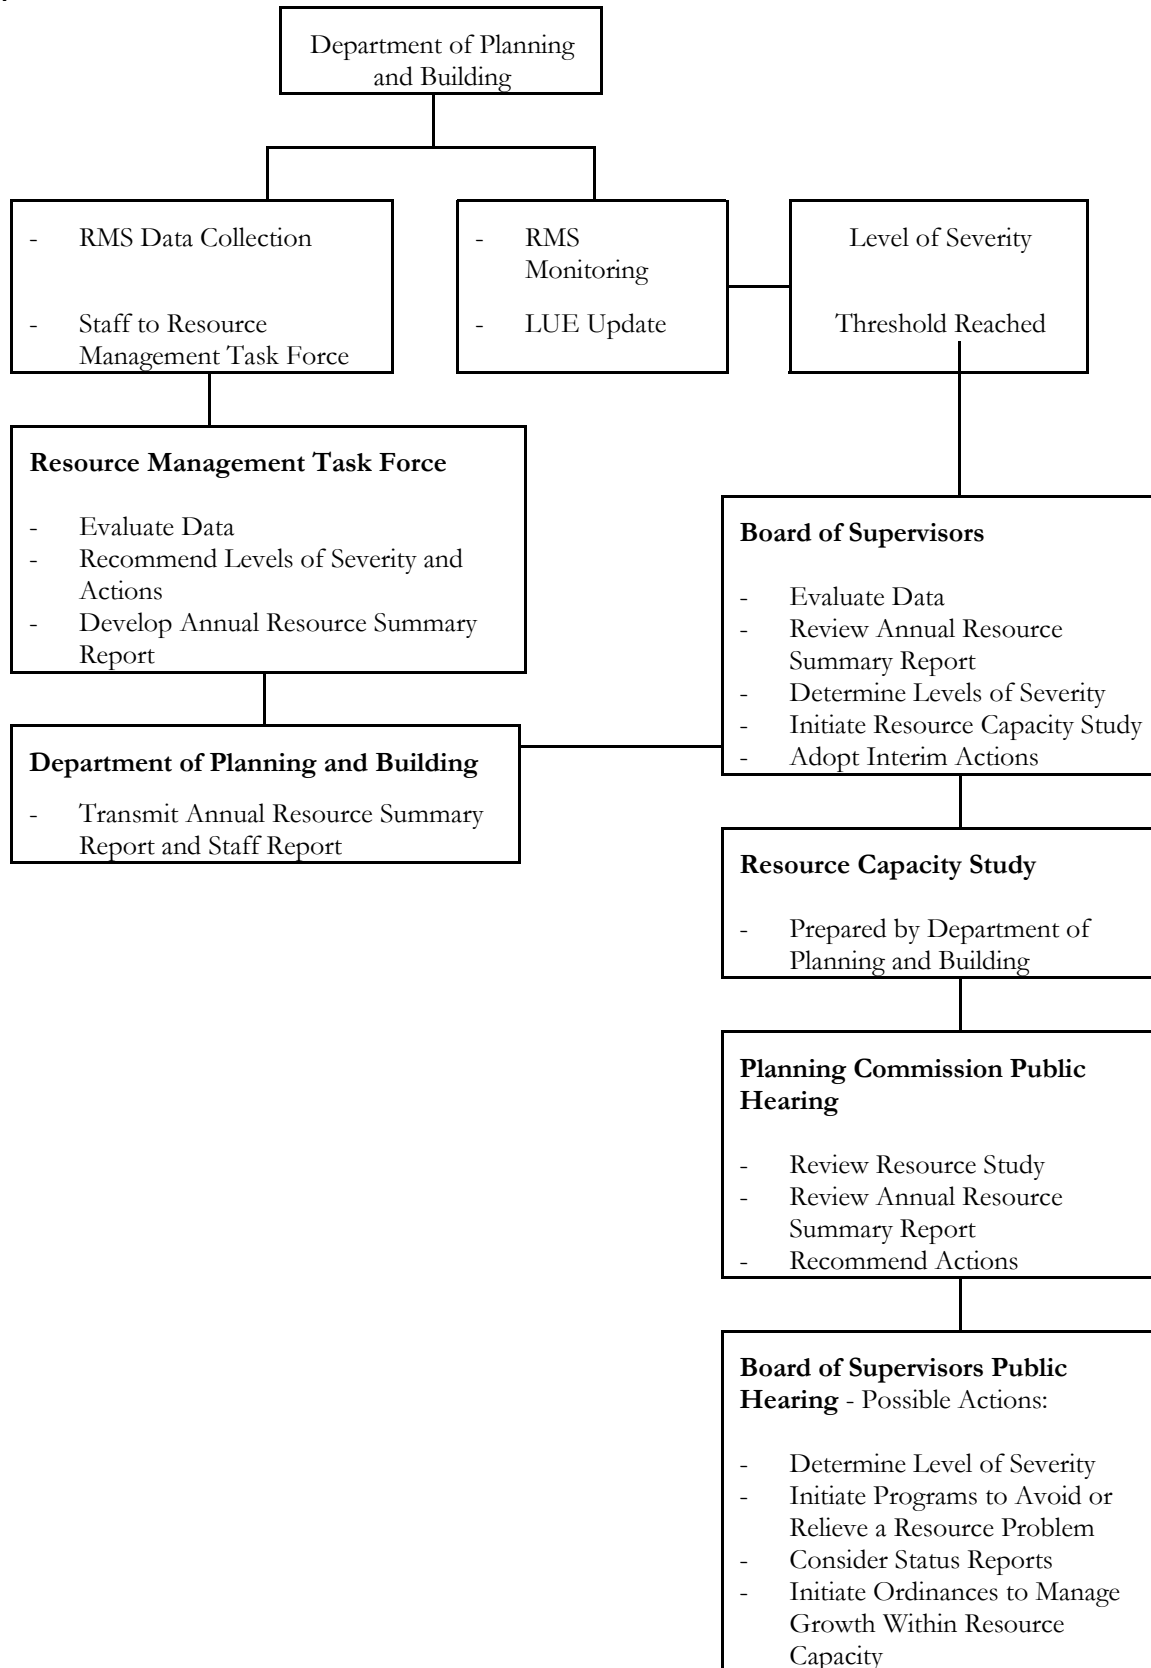 Department of Planning
and Building
- RMS Data Collection
- Staff to Resource
Management Task Force
- RMS
Monitoring
- LUE Update
Level of Severity
Threshold Reached
Resource Management Task Force
- Evaluate Data
- Recommend Levels of Severity and
Actions
- Develop Annual Resource Summary
Report
Department of Planning and Building
- Transmit Annual Resource Summary
Report and Staff Report
Board of Supervisors
- Evaluate Data
- Review Annual Resource
Summary Report
- Determine Levels of Severity
- Initiate Resource Capacity Study
- Adopt Interim Actions
Resource Capacity Study
- Prepared by Department of
Planning and Building
Planning Commission Public
Hearing
- Review Resource Study
- Review Annual Resource
Summary Report
- Recommend Actions
Board of Supervisors Public
Hearing - Possible Actions:
- Determine Level of Severity
- Initiate Programs to Avoid or
Relieve a Resource Problem
- Consider Status Reports
- Initiate Ordinances to Manage
Growth Within Resource
Capacity